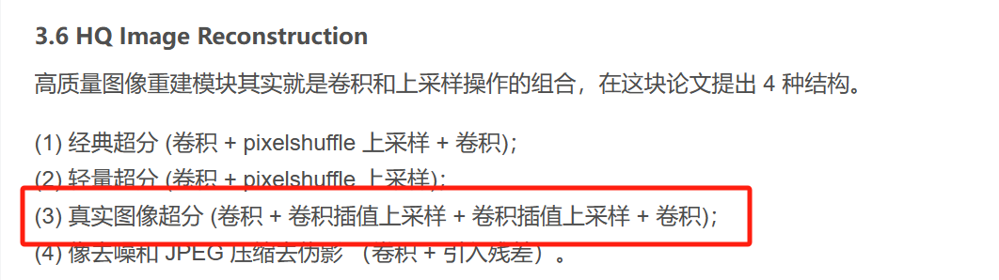 3.6 HQ Image Reconstruction
高质量图像重建模块其实就是卷积和上采样操作的组合，在这块论文提出 4 种结构。
(1) 经典超分 (卷积 + pixelshuffle 上采样 + 卷积)；
(2) 轻量超分 (卷积 + pixelshuffle 上采样)；
(3) 真实图像超分 (卷积 + 卷积插值上采样 + 卷积插值上采样 + 卷积)；
(4) 像去噪和 JPEG 压缩去伪影 （卷积 + 引入残差）。